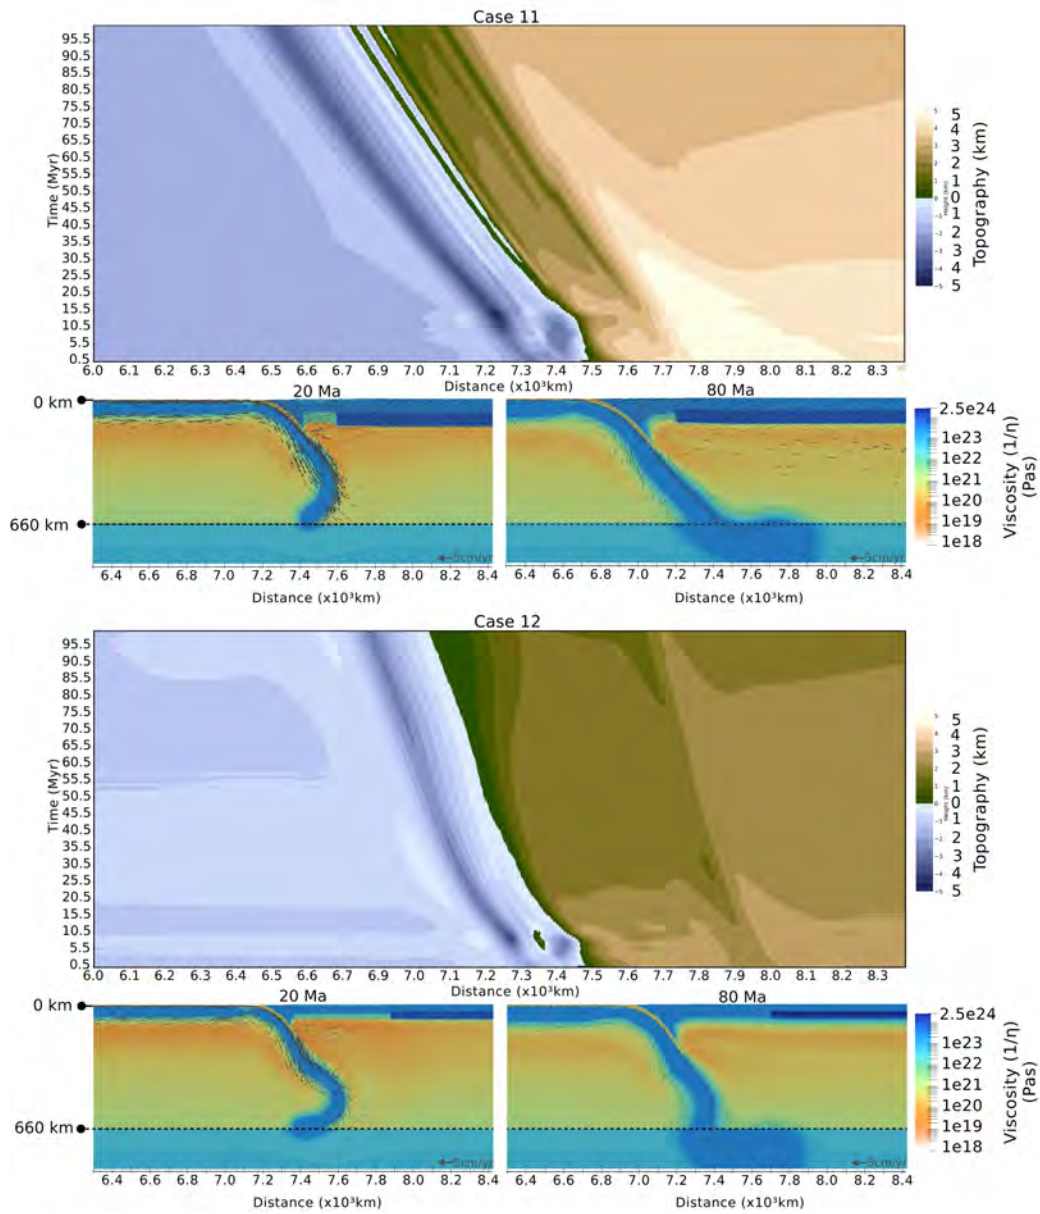 Case 11
95.5
90.5
85.5
80.5
75.5
70.5
65.5
60.5
55.5
50.5
45.5
40.5
35.5
30.5
25.5
20.5
15.5
10.5
5.5
0.5
Time (Myr)
6.0 6.1 6.2 6.3 6.4 6.5 6.6 6.7 6.8 6.9 7.0 7.1 7.2 7.3 7.4 7.5 7.6 7.7 7.8 7.9 8.0 8.1 8.2 8.3
Distance (x10³km)
5
4
3
2
1
0
1
2
3
4
5
Height (km)
Topography (km)
20 Ma 80 Ma
0 km
660 km
5cm/yr 5cm/yr
6.4 6.6 6.8 7.0 7.2 7.4 7.6 7.8 8.0 8.2 8.4 6.4 6.6 6.8 7.0 7.2 7.4 7.6 7.8 8.0 8.2 8.4
Distance (x10³km) Distance (x10³km)
2.5e24
1e23
1e22
1e21
1e20
1e19
1e18
Viscosity (1/η)
(Pas)
Case 12
95.5
90.5
85.5
80.5
75.5
70.5
65.5
60.5
55.5
50.5
45.5
40.5
35.5
30.5
25.5
20.5
15.5
10.5
5.5
0.5
Time (Myr)
6.0 6.1 6.2 6.3 6.4 6.5 6.6 6.7 6.8 6.9 7.0 7.1 7.2 7.3 7.4 7.5 7.6 7.7 7.8 7.9 8.0 8.1 8.2 8.3
Distance (x10³km)
5
4
3
2
1
0
1
2
3
4
5
Height (km)
Topography (km)
20 Ma 80 Ma
0 km
660 km
5cm/yr 5cm/yr
6.4 6.6 6.8 7.0 7.2 7.4 7.6 7.8 8.0 8.2 8.4 6.4 6.6 6.8 7.0 7.2 7.4 7.6 7.8 8.0 8.2 8.4
Distance (x10³km) Distance (x10³km)
2.5e24
1e23
1e22
1e21
1e20
1e19
1e18
Viscosity (1/η)
(Pas)